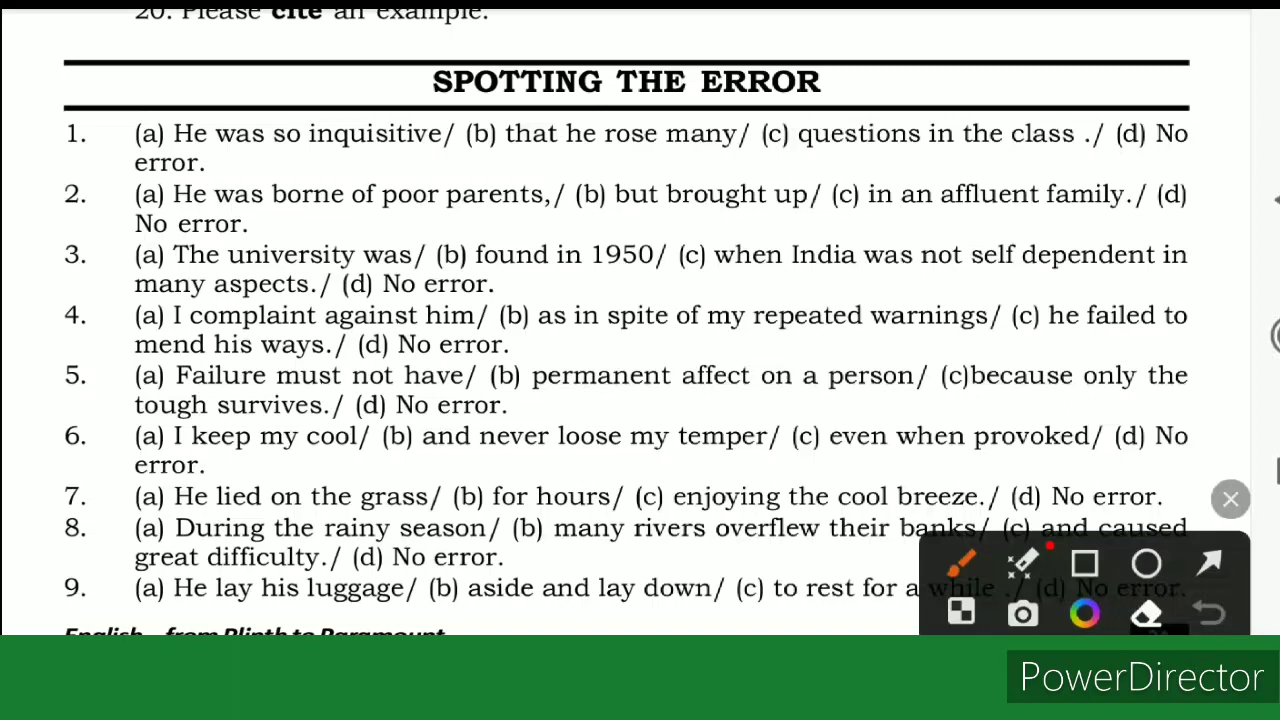 20. Please cite an example.
SPOTTING THE ERROR
1. (a) He was so inquisitive/ (b) that he rose many/ (c) questions in the class ./ (d) No
error.
2. (a) He was borne of poor parents,/ (b) but brought up/ (c) in an affluent family./ (d)
No error.
3. (a) The university was/ (b) found in 1950/ (c) when India was not self dependent in
many aspects./ (d) No error.
4. (a) I complaint against him/ (b) as in spite of my repeated warnings/ (c) he failed to
mend his ways./ (d) No error.
5. (a) Failure must not have/ (b) permanent affect on a person/ (c)because only the
tough survives./ (d) No error.
6. (a) I keep my cool/ (b) and never loose my temper/ (c) even when provoked/ (d) No
error.
7. (a) He lied on the grass/ (b) for hours/ (c) enjoying the cool breeze./ (d) No error.
8. (a) During the rainy season/ (b) many rivers overflew their banks/ (c) and caused
great difficulty./ (d) No error.
9. (a) He lay his luggage/ (b) aside and lay down/ (c) to rest for a while ./ (d) No error.
English – from Plinth to Paramount
PowerDirector